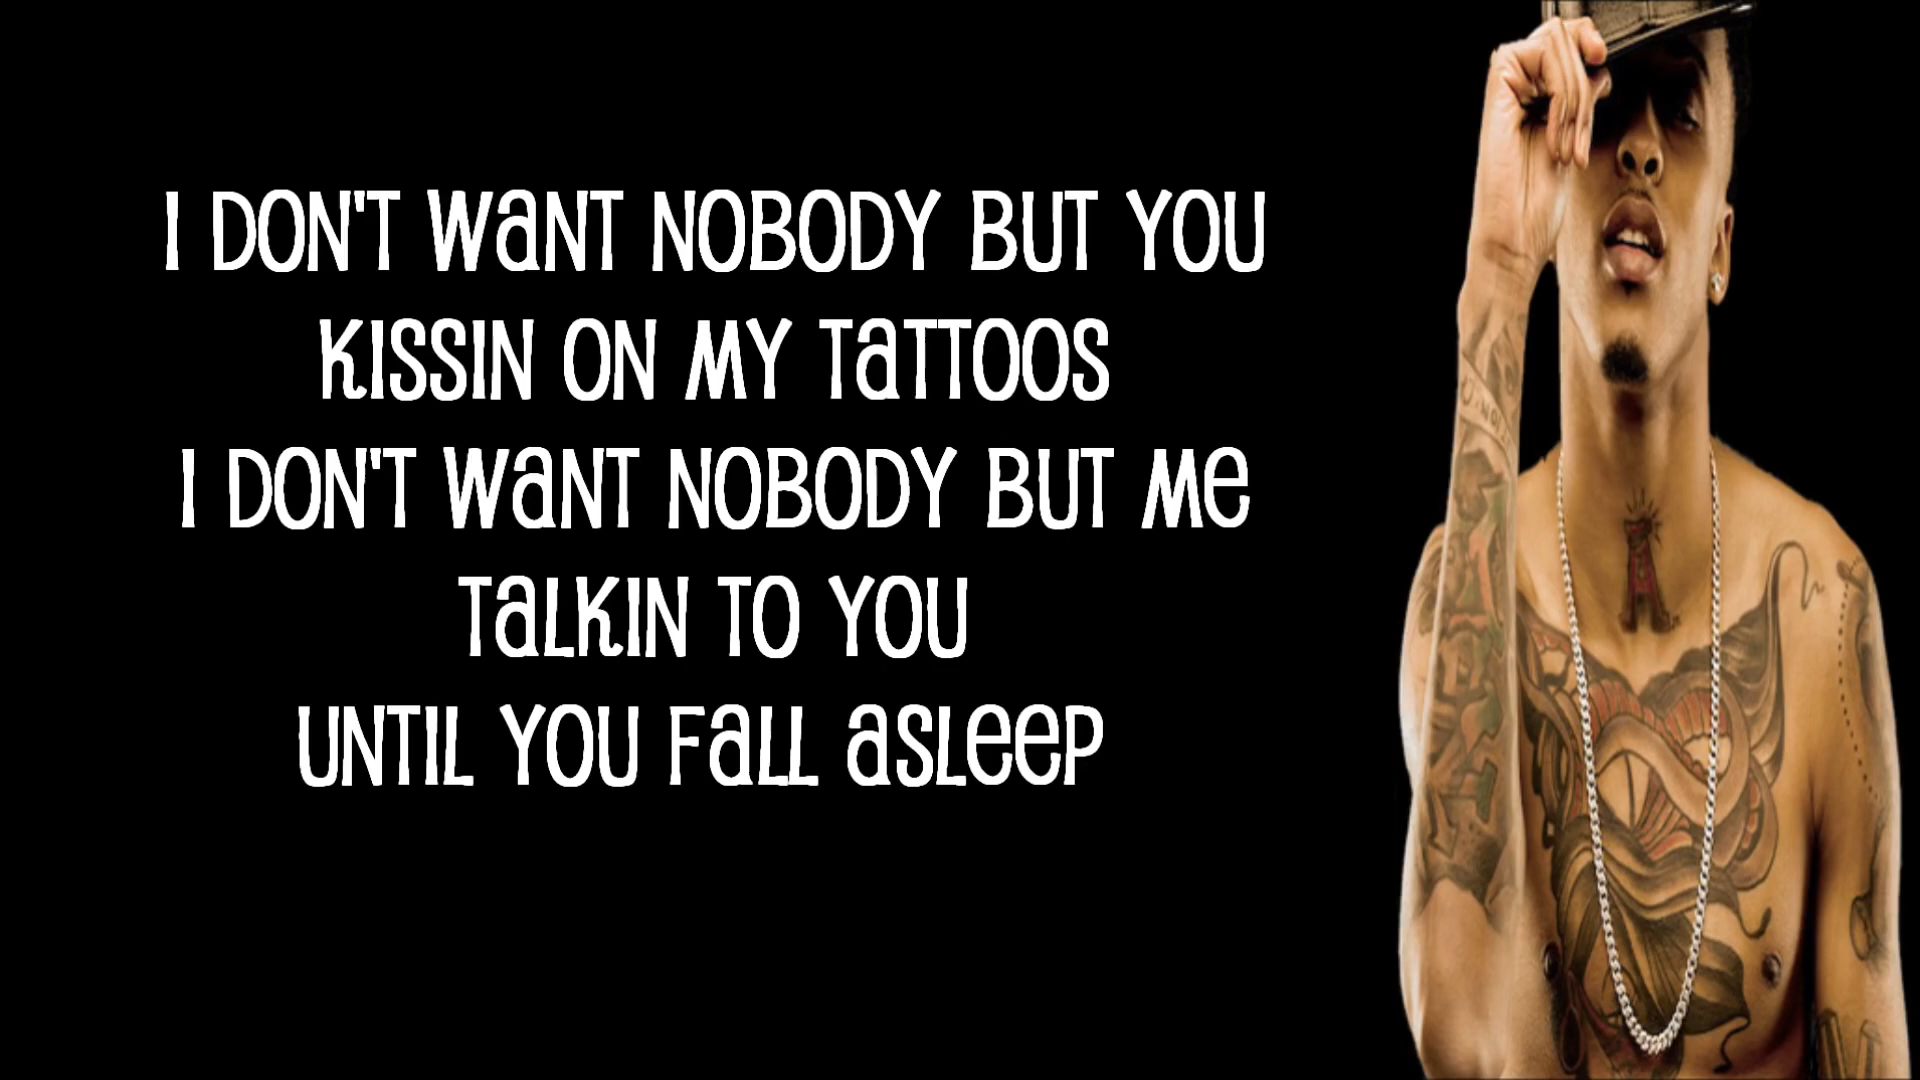 I DON'T WANT NOBODY BUT YOU
KISSIN ON MY TATTOOS
I DON'T WANT NOBODY BUT ME
TALKIN TO YOU
UNTIL YOU FALL ASLEEP